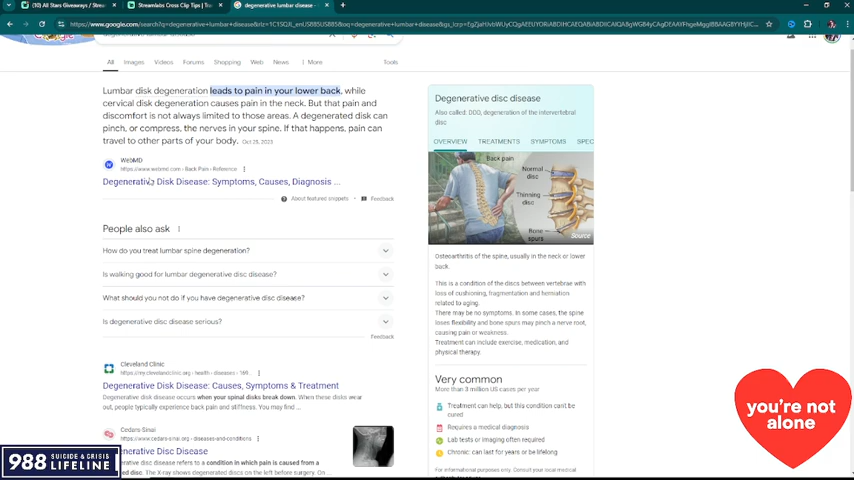 (10) All Stars Giveaways / Strea
Streamlabs Cross Clip Tips | Tr
degenerative lumbar disease -
All
Images
Videos
Forums
Shopping
Web
News
More
Tools
Lumbar disk degeneration leads to pain in your lower back, while
cervical disk degeneration causes pain in the neck. But that pain and
discomfort is not always limited to those areas. A degenerated disk can
pinch, or compress, the nerves in your spine. If that happens, pain can
travel to other parts of your body. Oct 25, 2023
WebMD
https://www.webmd.com › Back Pain › Reference
Degenerative Disk Disease: Symptoms, Causes, Diagnosis ...
About featured snippets • Feedback
People also ask
How do you treat lumbar spine degeneration?
Is walking good for lumbar degenerative disc disease?
What should you not do if you have degenerative disc disease?
Is degenerative disc disease serious?
Feedback
Cleveland Clinic
https://my.clevelandclinic.org › health › diseases › 169...
Degenerative Disk Disease: Causes, Symptoms & Treatment
Degenerative disk disease occurs when your spinal disks break down. When these disks wear
out, people typically experience back pain and stiffness. You may find ...
Cedars-Sinai
https://www.cedars-sinai.org › diseases-and-conditions
generative Disc Disease
erative disc disease refers to a condition in which pain is caused from a
ed disc. The X-ray shows degenerated discs on the left before surgery. On ...
Degenerative disc disease
Also called: DDD, degeneration of the intervertebral
disc
OVERVIEW
TREATMENTS
SYMPTOMS
SPEC
Back pain
Normal
disc
Thinning
disc
Bone
spurs
Source
Osteoarthritis of the spine, usually in the neck or lower
back.
This is a condition of the discs between vertebrae with
loss of cushioning, fragmentation and herniation
related to aging.
There may be no symptoms. In some cases, the spine
loses flexibility and bone spurs may pinch a nerve root,
causing pain or weakness.
Treatment can include exercise, medication, and
physical therapy.
Very common
More than 3 million US cases per year
Treatment can help, but this condition can't be
cured
Requires a medical diagnosis
Lab tests or imaging often required
Chronic: can last for years or be lifelong
For informational purposes only. Consult your local medical
you're not
alone
988 SUICIDE & CRISIS
LIFELINE